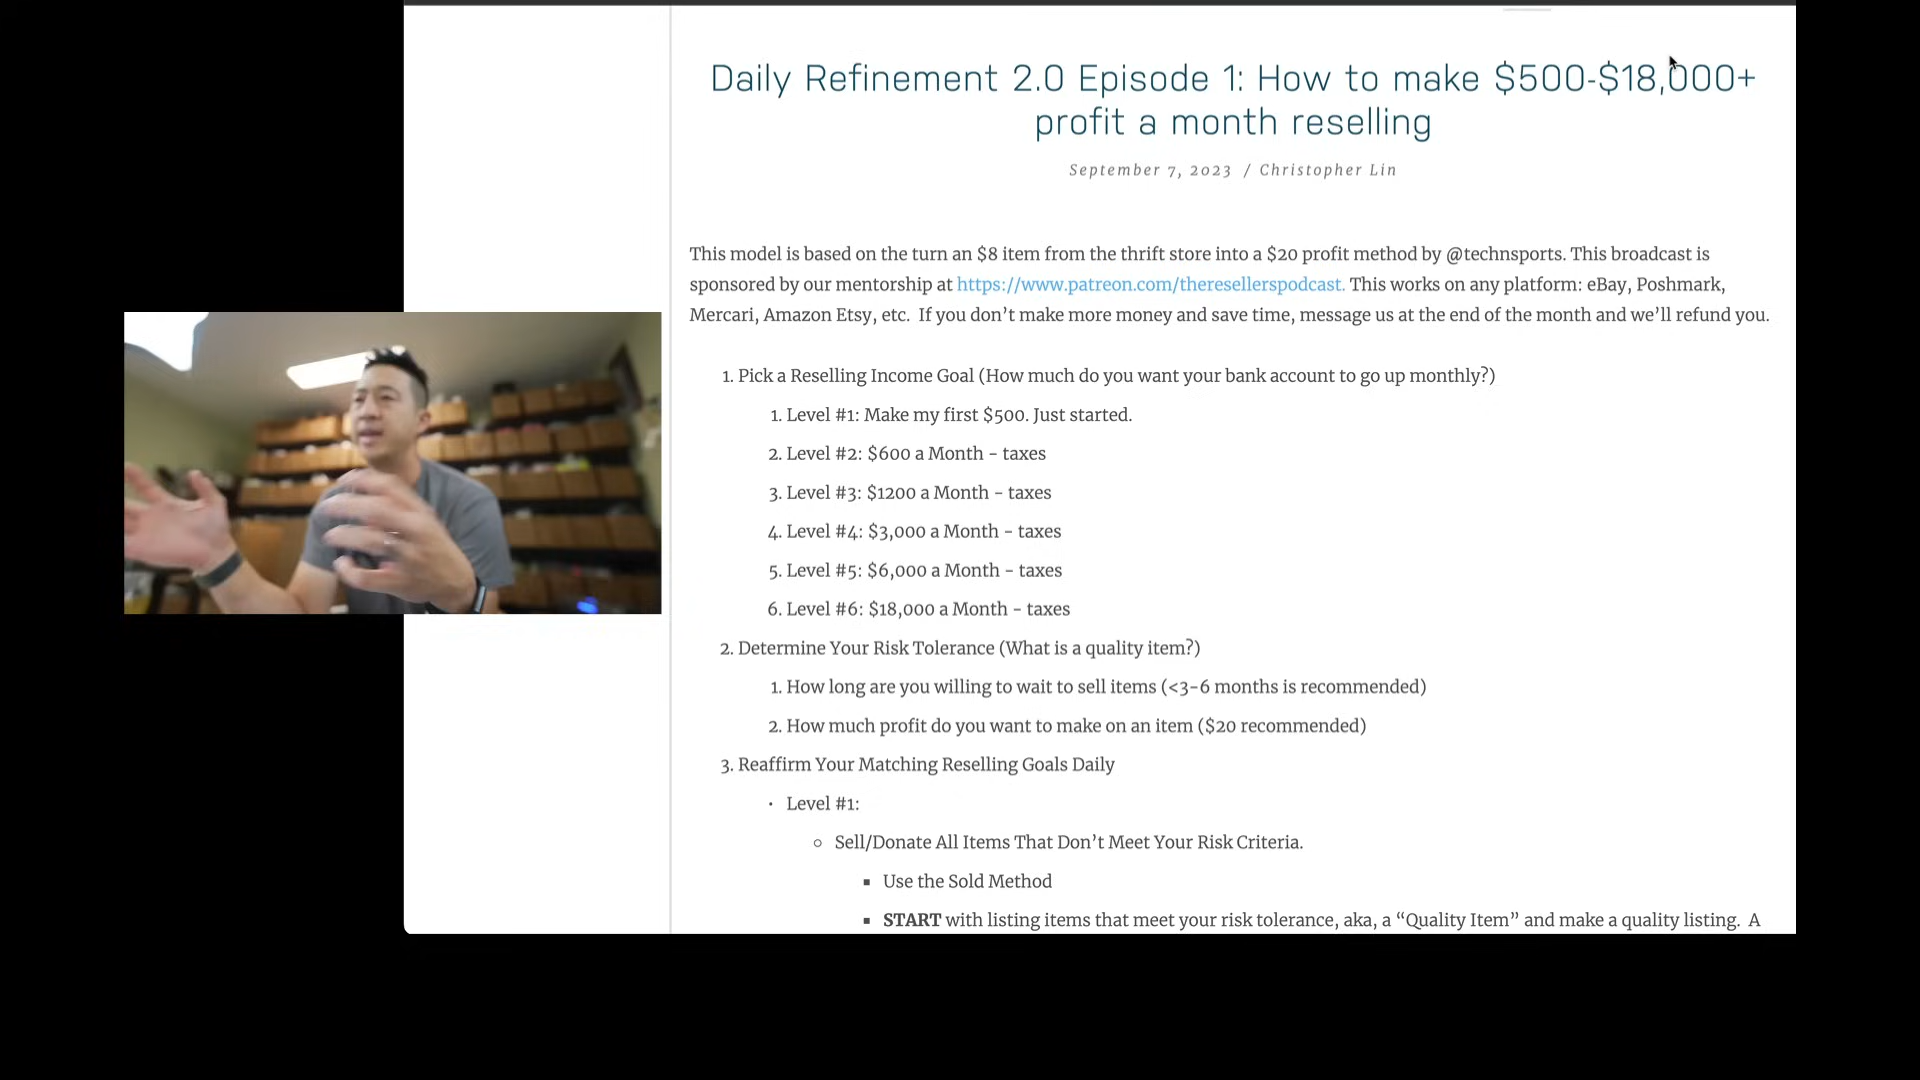 Daily Refinement 2.0 Episode 1: How to make $500-$18,000+
profit a month reselling
September 7, 2023 / Christopher Lin
This model is based on the turn an $8 item from the thrift store into a $20 profit method by @technsports. This broadcast is
sponsored by our mentorship at https://www.patreon.com/theresellerspodcast. This works on any platform: eBay, Poshmark,
Mercari, Amazon Etsy, etc.  If you don’t make more money and save time, message us at the end of the month and we’ll refund you.
1. Pick a Reselling Income Goal (How much do you want your bank account to go up monthly?)
1. Level #1: Make my first $500. Just started.
2. Level #2: $600 a Month – taxes
3. Level #3: $1200 a Month – taxes
4. Level #4: $3,000 a Month – taxes
5. Level #5: $6,000 a Month – taxes
6. Level #6: $18,000 a Month – taxes
2. Determine Your Risk Tolerance (What is a quality item?)
1. How long are you willing to wait to sell items (<3-6 months is recommended)
2. How much profit do you want to make on an item ($20 recommended)
3. Reaffirm Your Matching Reselling Goals Daily
• Level #1:
○ Sell/Donate All Items That Don’t Meet Your Risk Criteria.
▪ Use the Sold Method
▪ START with listing items that meet your risk tolerance, aka, a “Quality Item” and make a quality listing.  A